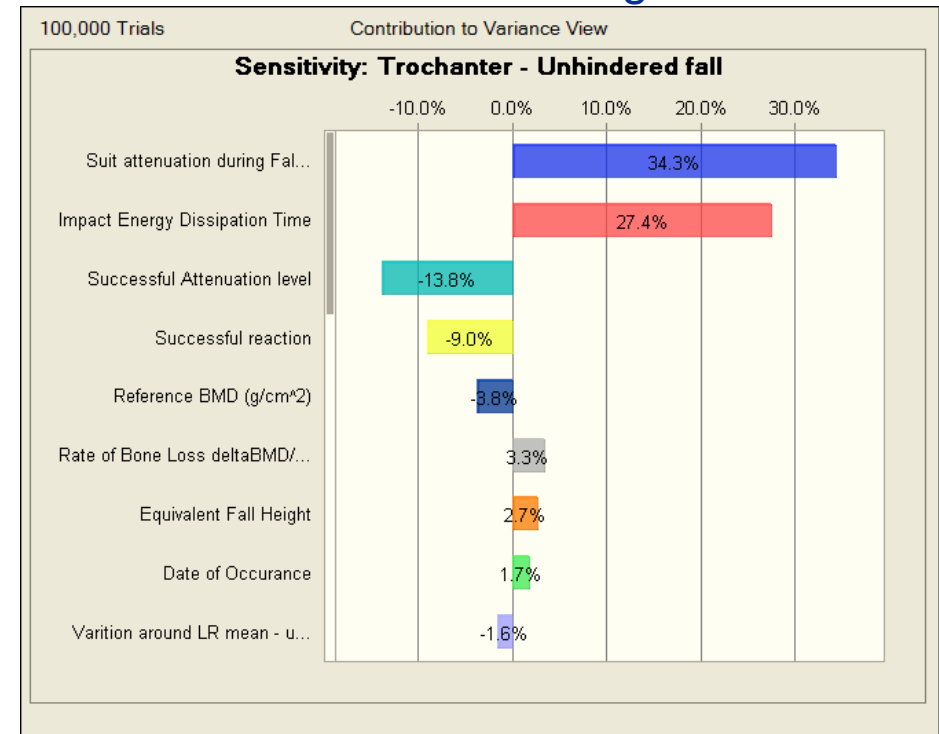 100,000 Trials Contribution to Variance View
Sensitivity: Trochanter - Unhindered fall
-10.0% 0.0% 10.0% 20.0% 30.0%
Suit attenuation during Fal... 34.3%
Impact Energy Dissipation Time 27.4%
Successful Attenuation level -13.8%
Successful reaction -9.0%
Reference BMD (g/cm^2) -3.8%
Rate of Bone Loss deltaBMD/... 3.3%
Equivalent Fall Height 2.7%
Date of Occurance 1.7%
Varition around LR mean - u... -1.6%